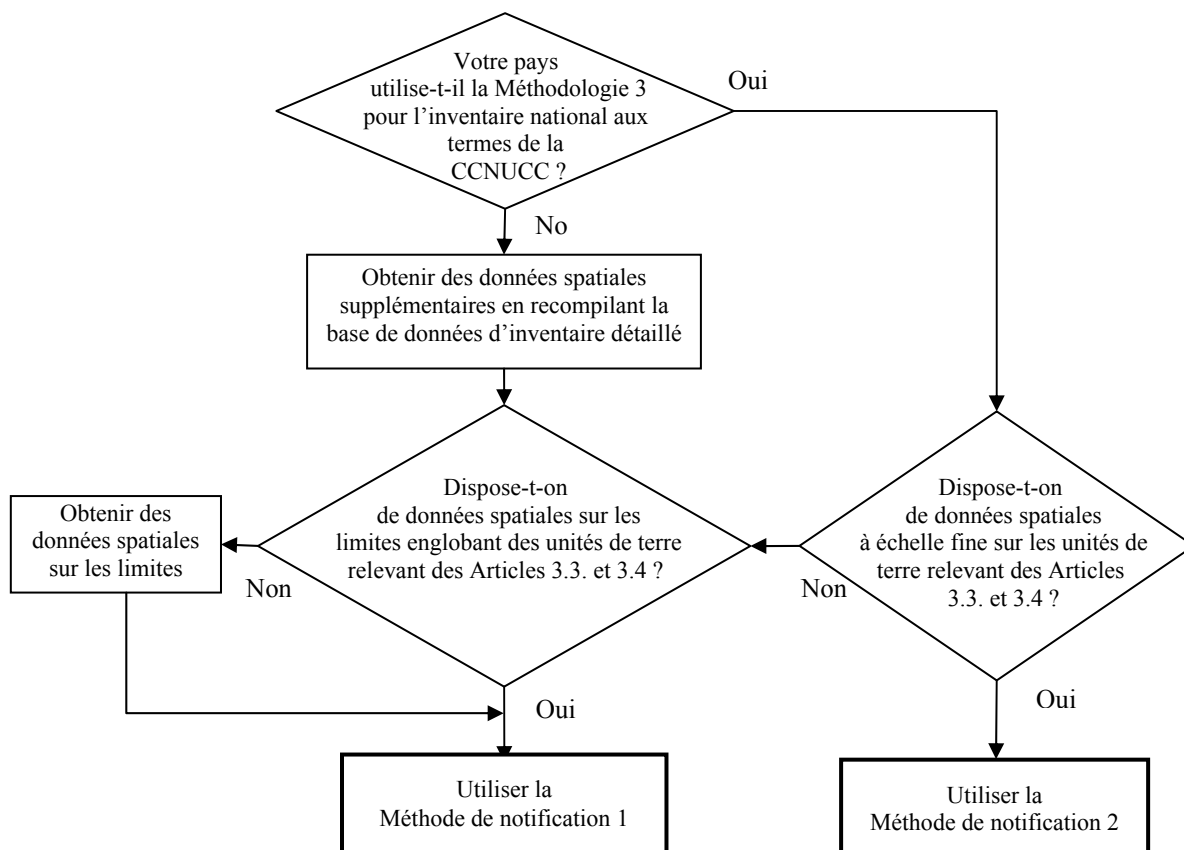 Votre pays
utilise-t-il la Méthodologie 3
pour l’inventaire national aux
termes de la
CCNUCC ?
Oui
No
Obtenir des données spatiales
supplémentaires en recompilant la
base de données d’inventaire détaillé
Dispose-t-on
de données spatiales sur les
limites englobant des unités de terre
relevant des Articles 3.3. et 3.4 ?
Dispose-t-on
de données spatiales
à échelle fine sur les unités de
terre relevant des Articles
3.3. et 3.4 ?
Obtenir des
données spatiales
sur les limites
Non
Non
Oui
Oui
Utiliser la
Méthode de notification 1
Utiliser la
Méthode de notification 2